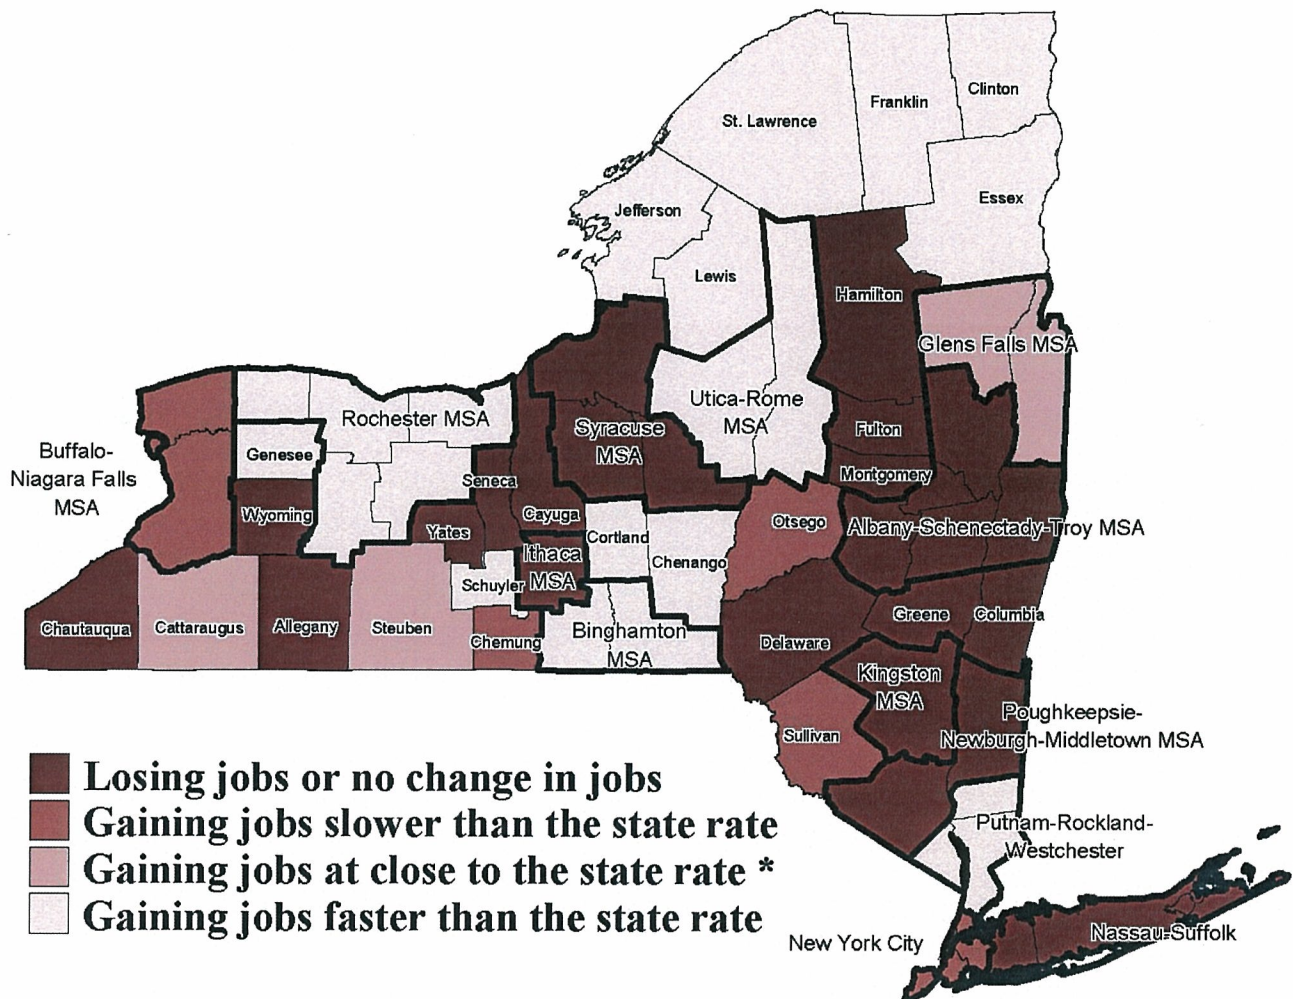 Clinton
Franklin
St. Lawrence
Essex
Jefferson
Lewis
Hamilton
Glens Falls MSA
Utica-Rome
MSA
Rochester MSA
Syracuse
MSA
Fulton
Buffalo-
Niagara Falls
MSA
Genesee
Montgomery
Seneca
Wyoming
Cayuga
Otsego
Albany-Schenectady-Troy MSA
Yates
Cortland
Ithaca
MSA
Chenango
Schuyler
Greene
Columbia
Chautauqua
Cattaraugus
Allegany
Steuben
Chemung
Binghamton
MSA
Delaware
Kingston
MSA
Poughkeepsie-
Newburgh-Middletown MSA
Sullivan
Losing jobs or no change in jobs
Gaining jobs slower than the state rate
Gaining jobs at close to the state rate *
Gaining jobs faster than the state rate
Putnam-Rockland-
Westchester
New York City
Nassau-Suffolk